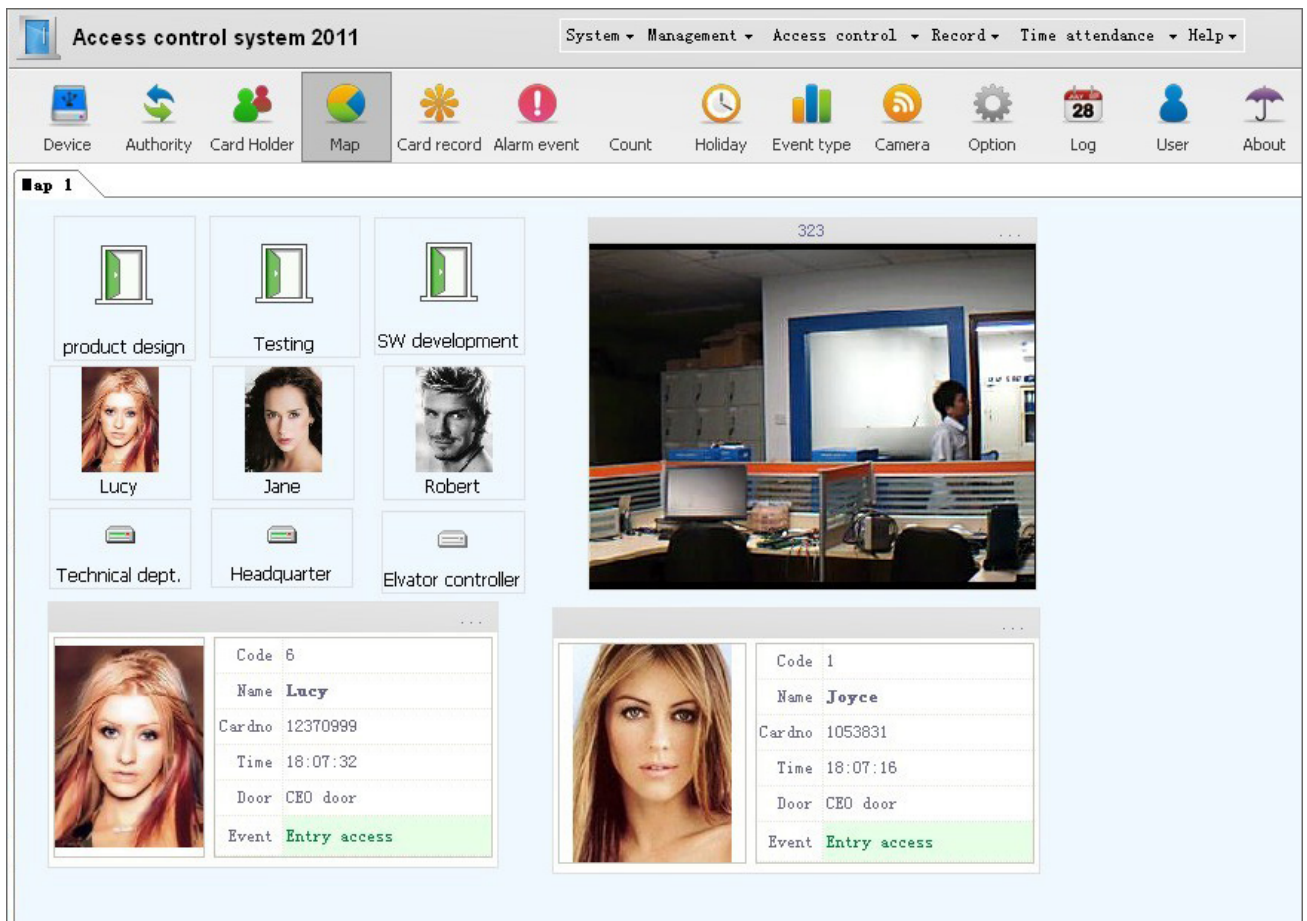 Access control system 2011
System Management Access control Record Time attendance Help
Device Authority Card Holder Map Card record Alarm event Count Holiday Event type Camera Option Log User About
JULY
28
Map 1
323 ...
product design Testing SW development
Lucy Jane Robert
Technical dept. Headquarter Elvator controller
...
Code 6
Name Lucy
Cardno 12370999
Time 18:07:32
Door CEO door
Event Entry access
...
Code 1
Name Joyce
Cardno 1053831
Time 18:07:16
Door CEO door
Event Entry access